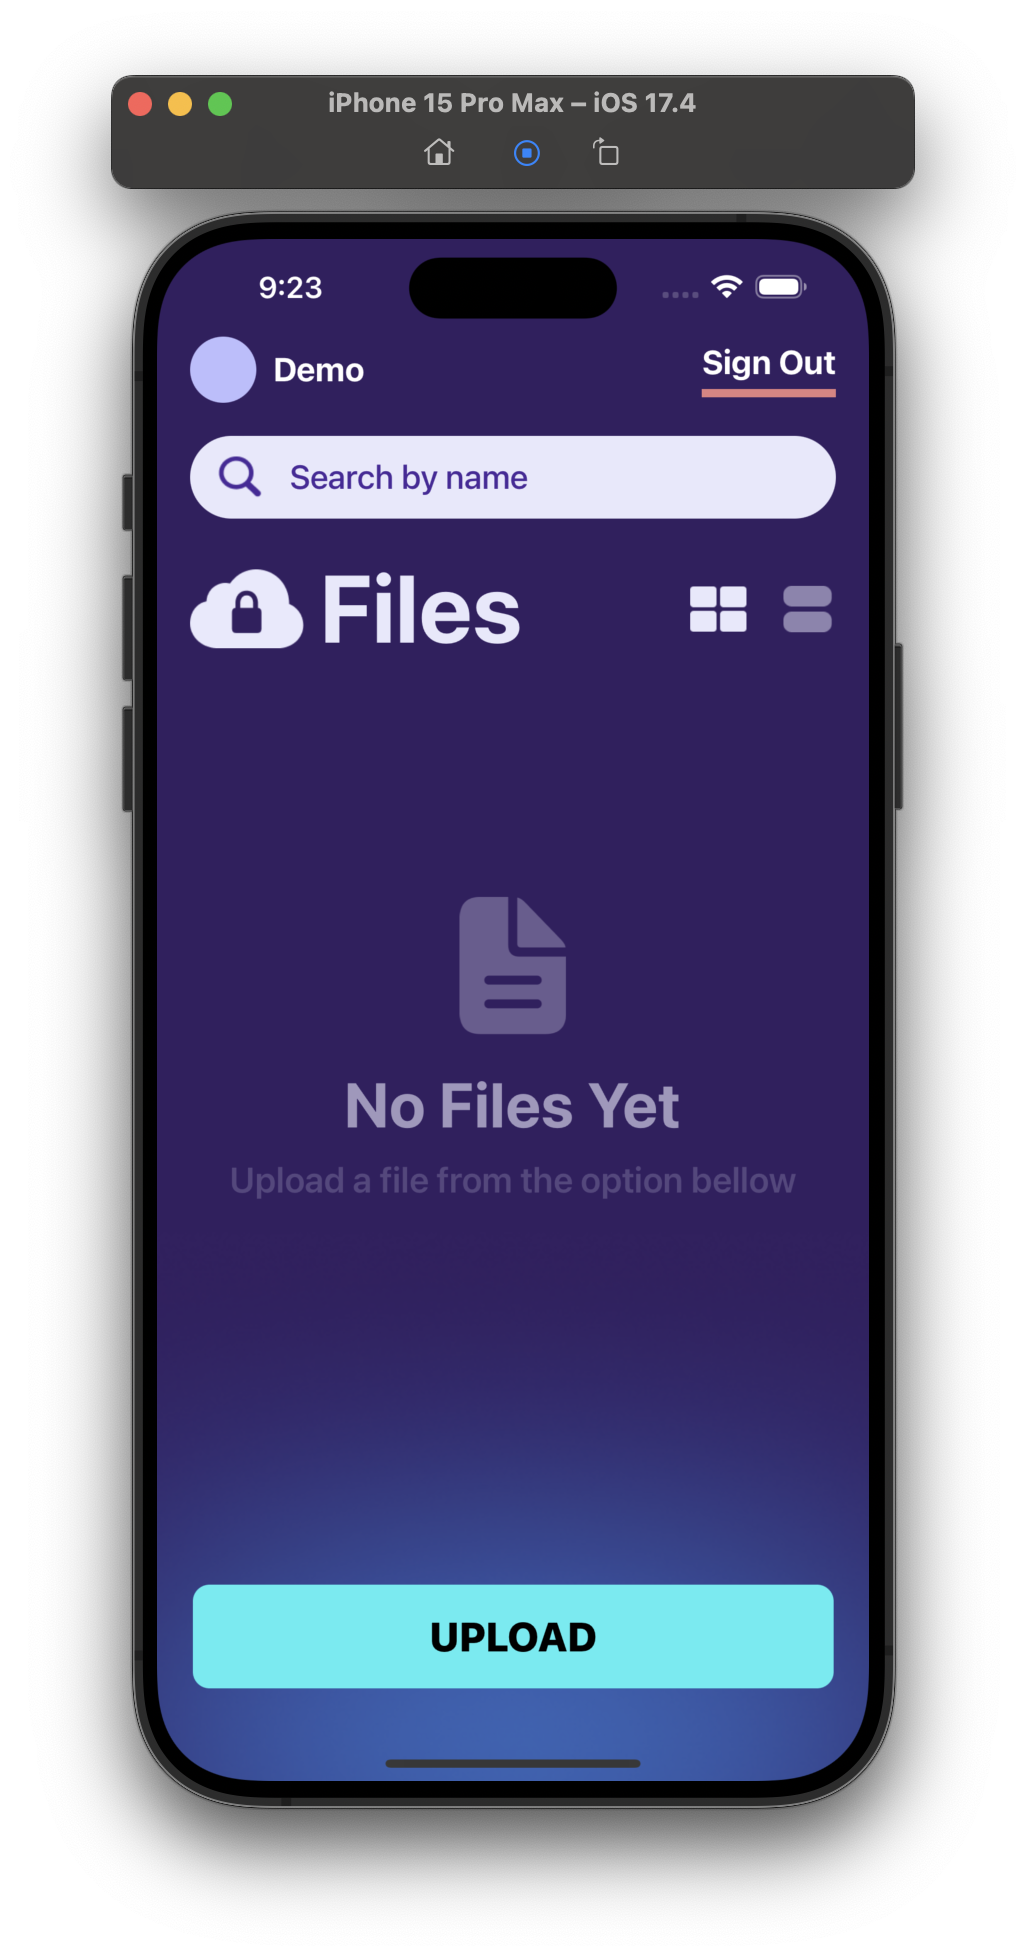 iPhone 15 Pro Max – iOS 17.4
9:23
Demo
Sign Out
Search by name
Files
No Files Yet
Upload a file from the option bellow
UPLOAD